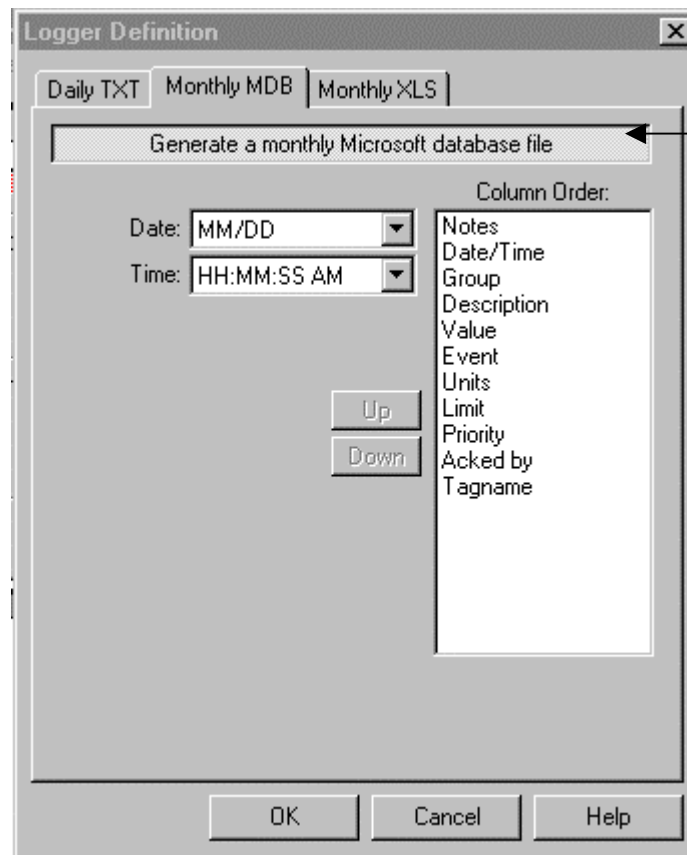 Logger Definition
Daily TXT
Monthly MDB
Monthly XLS
Generate a monthly Microsoft database file
Column Order:
Date: MM/DD
Time: HH:MM:SS AM
Notes
Date/Time
Group
Description
Value
Event
Units
Limit
Priority
Acked by
Tagname
Up
Down
OK
Cancel
Help